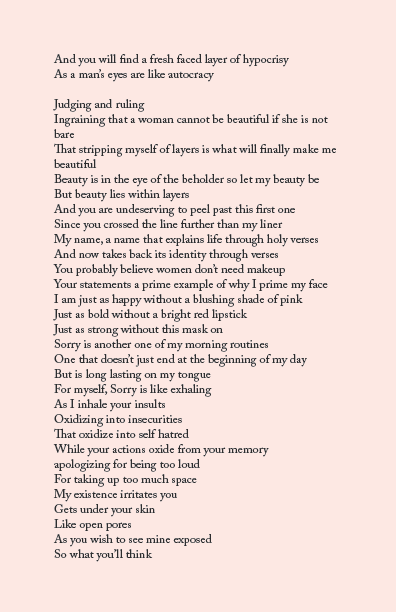 And you will find a fresh faced layer of hypocrisy
As a man's eyes are like autocracy
Judging and ruling
Ingraining that a woman cannot be beautiful if she is not
bare
That stripping myself of layers is what will finally make me
beautiful
Beauty is in the eye of the beholder so let my beauty be
But beauty lies within layers
And you are undeserving to peel past this first one
Since you crossed the line further than my liner
My name, a name that explains life through holy verses
And now takes back its identity through verses
You probably believe women don't need makeup
Your statements a prime example of why I prime my face
I am just as happy without a blushing shade of pink
Just as bold without a bright red lipstick
Just as strong without this mask on
Sorry is another one of my morning routines
One that doesn't just end at the beginning of my day
But is long lasting on my tongue
For myself, Sorry is like exhaling
As I inhale your insults
Oxidizing into insecurities
That oxidize into self hatred
While your actions oxide from your memory
apologizing for being too loud
For taking up too much space
My existence irritates you
Gets under your skin
Like open pores
As you wish to see mine exposed
So what you'll think